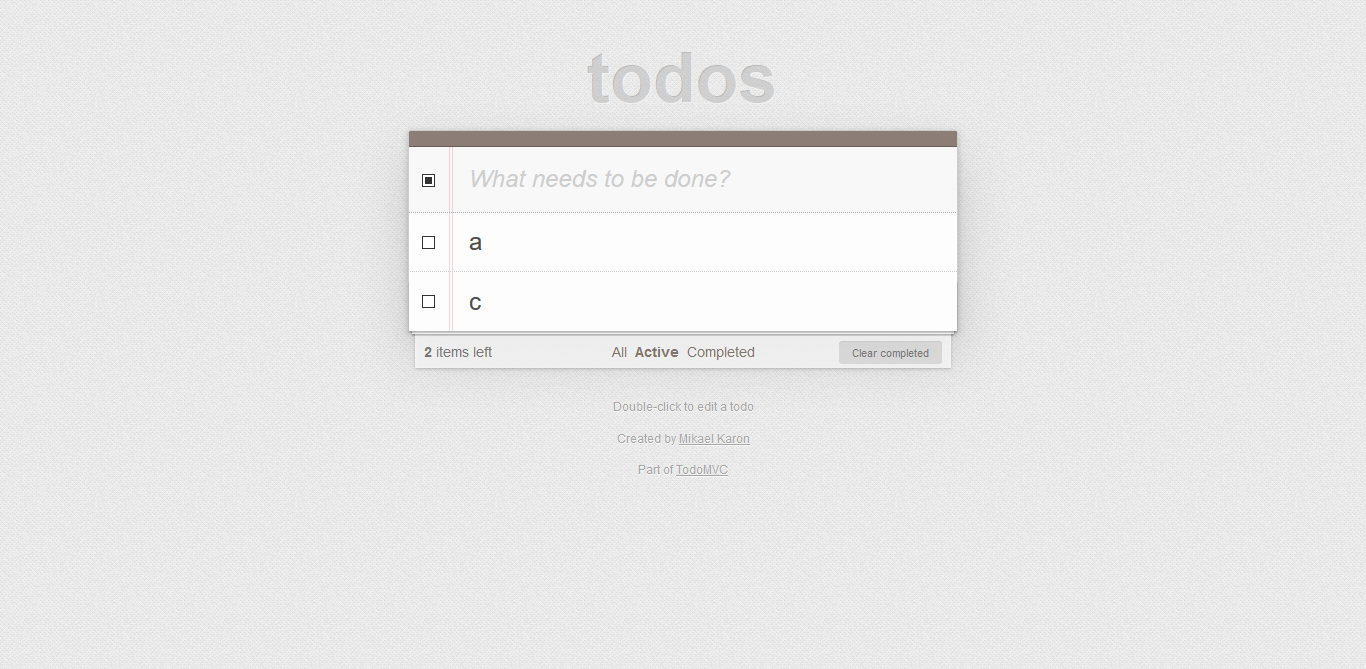 todos
What needs to be done?
a
c
2 items left All Active Completed Clear completed
Double-click to edit a todo
Created by Mikael Karon
Part of TodoMVC